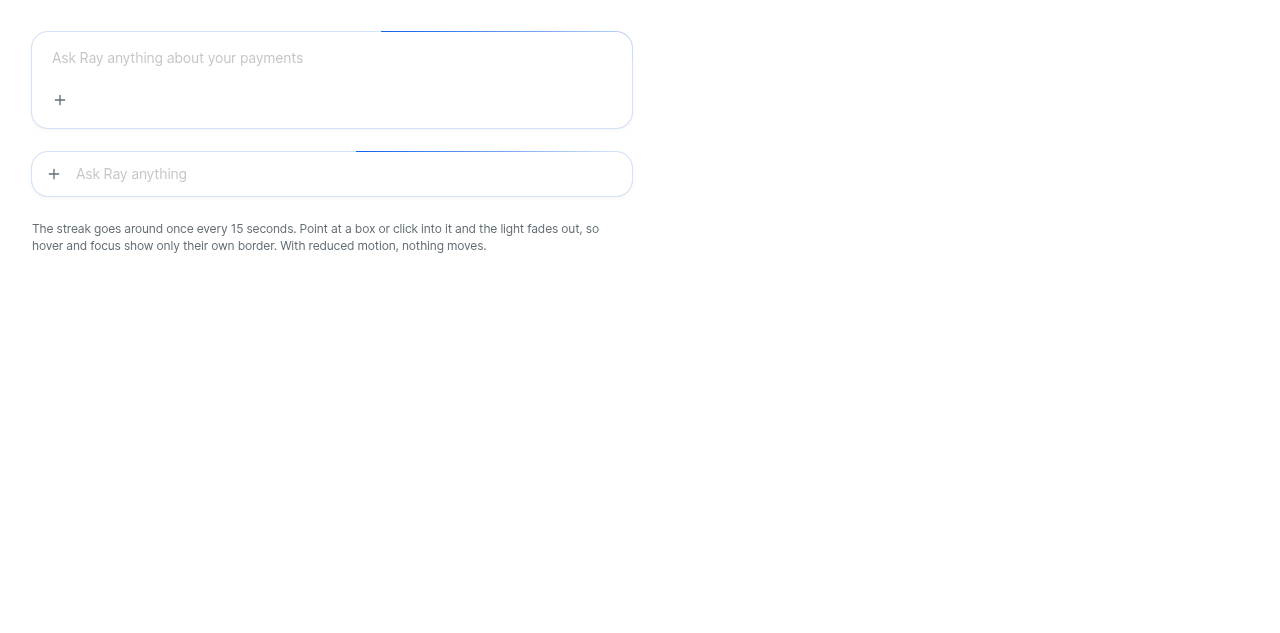 Ask Ray anything about your payments
Ask Ray anything
The streak goes around once every 15 seconds. Point at a box or click into it and the light fades out, so
hover and focus show only their own border. With reduced motion, nothing moves.